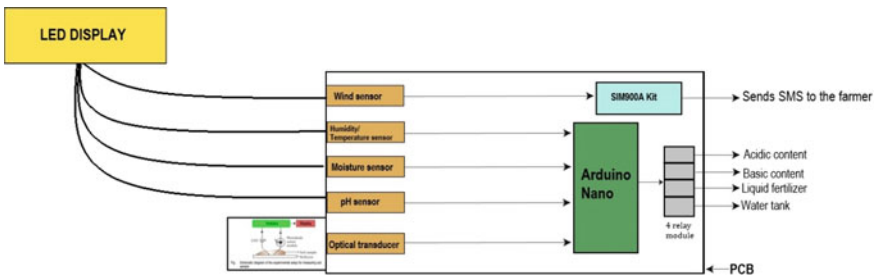 LED DISPLAY
Wind sensor
SIM900A Kit
Sends SMS to the farmer
Humidity/
Temperature sensor
Moisture sensor
pH sensor
Optical transducer
Arduino
Nano
Acidic content
Basic content
Liquid fertilizer
Water tank
4 relay
module
PCB